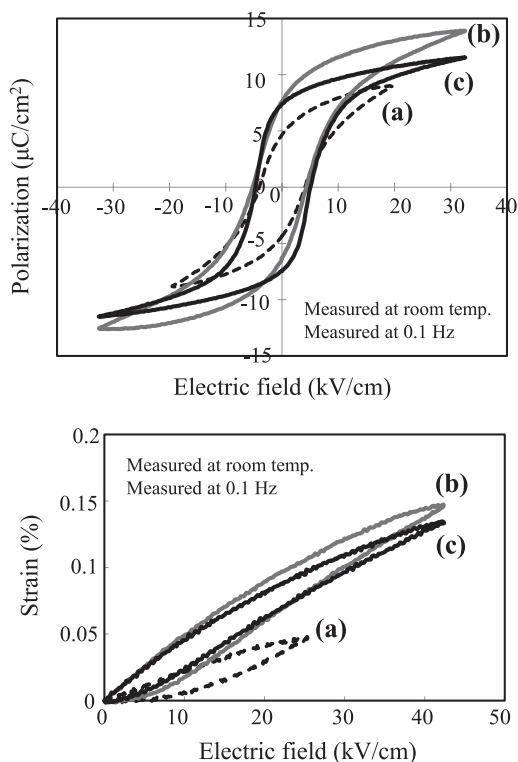 15
(b)
10
(c)
(a)
5
0
-40 -30 -20 -10 0 10 20 30 40
-5
-10
-15
Polarization (μC/cm²)
Measured at room temp.
Measured at 0.1 Hz
Electric field (kV/cm)
0.2
Measured at room temp.
Measured at 0.1 Hz
(b)
0.15
(c)
0.1
Strain (%)
(a)
0.05
0
0 10 20 30 40 50
Electric field (kV/cm)